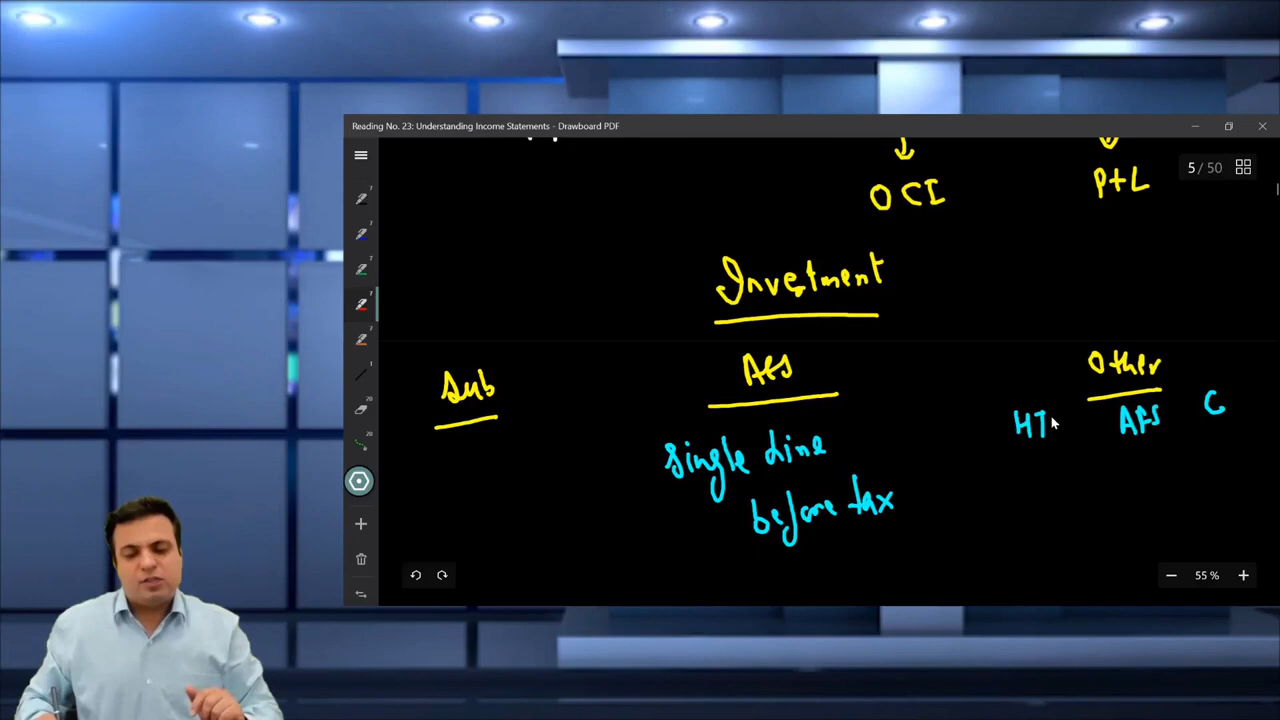 Reading No. 23: Understanding Income Statements - Drawboard PDF
5 / 50
OCI
P+L
Investment
Sub
Other
HT AFS
Single Line
before tax
55 %